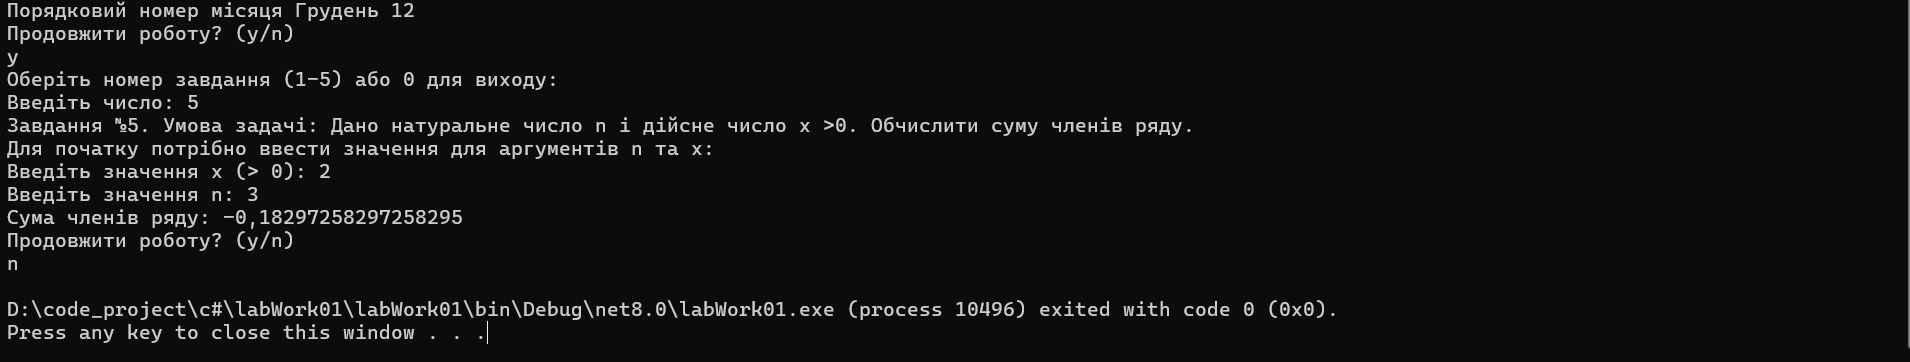 Порядковий номер місяця Грудень 12
Продовжити роботу? (y/n)
y
Оберіть номер завдання (1-5) або 0 для виходу:
Введіть число: 5
Завдання №5. Умова задачі: Дано натуральне число n і дійсне число x >0. Обчислити суму членів ряду.
Для початку потрібно ввести значення для аргументів n та x:
Введіть значення x (> 0): 2
Введіть значення n: 3
Сума членів ряду: -0,18297258297258295
Продовжити роботу? (y/n)
n
D:\code_project\c#\labWork01\labWork01\bin\Debug\net8.0\labWork01.exe (process 10496) exited with code 0 (0x0).
Press any key to close this window . . .